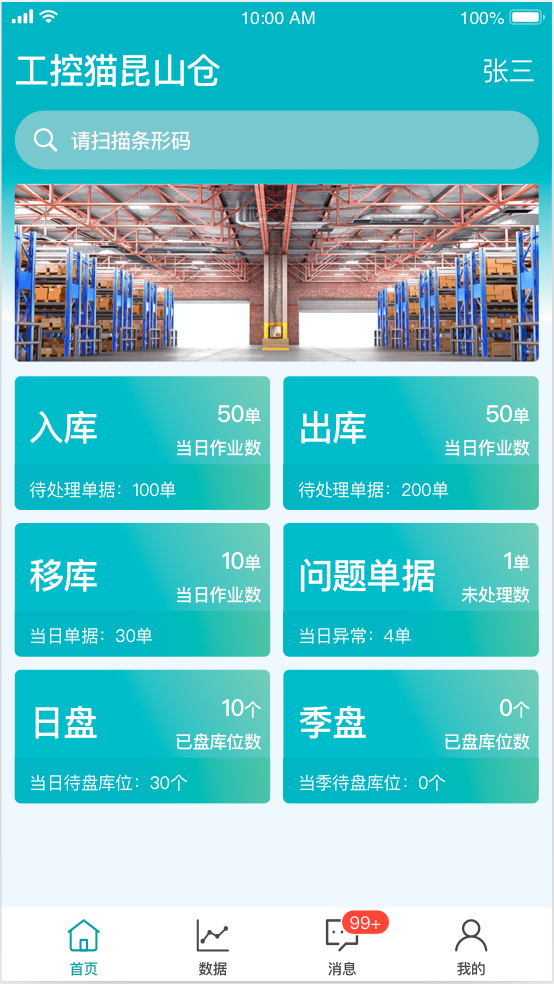 10:00 AM 100%
工控猫昆山仓 张三
请扫描条形码
入库 50单
当日作业数
待处理单据：100单
出库 50单
当日作业数
待处理单据：200单
移库 10单
当日作业数
当日单据：30单
问题单据 1单
未处理数
当日异常：4单
日盘 10个
已盘库位数
当日待盘库位：30个
季盘 0个
已盘库位数
当季待盘库位：0个
99+
首页 数据 消息 我的